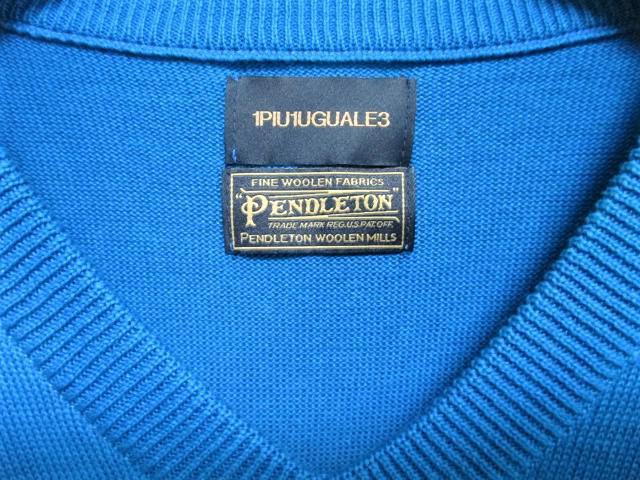 1PIU1UGUALE3
FINE WOOLEN FABRICS
"PENDLETON"
TRADE MARK REG.U.S.PAT.OFF.
PENDLETON WOOLEN MILLS